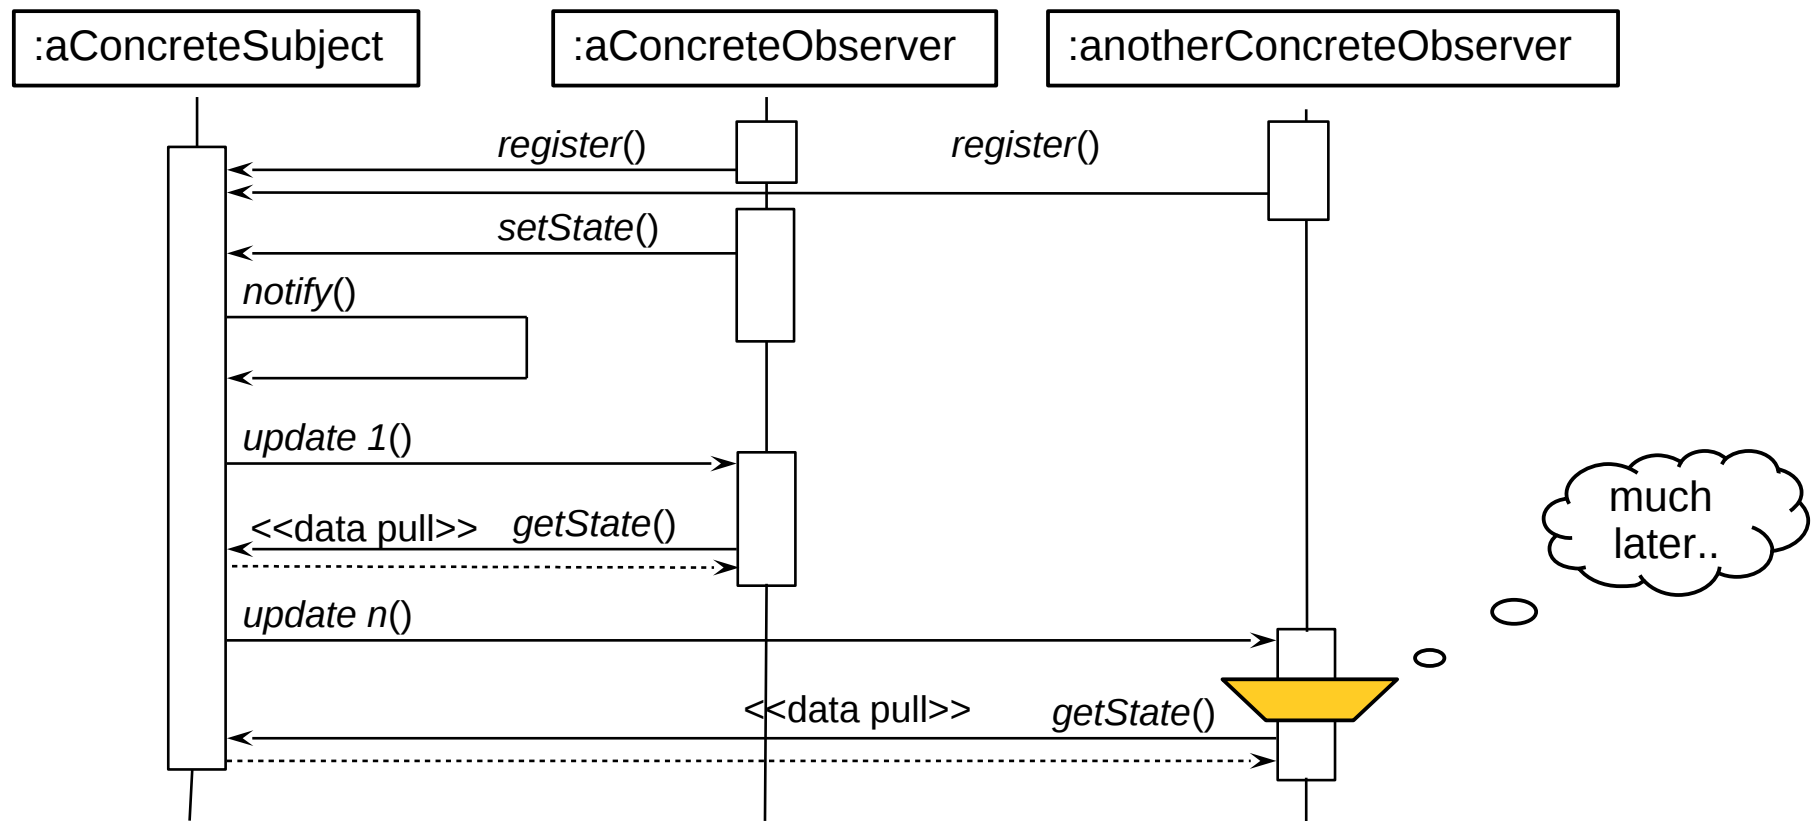 :aConcreteSubject
:aConcreteObserver
:anotherConcreteObserver
register()
register()
setState()
notify()
update 1()
<<data pull>> getState()
much
later..
update n()
<<data pull>> getState()